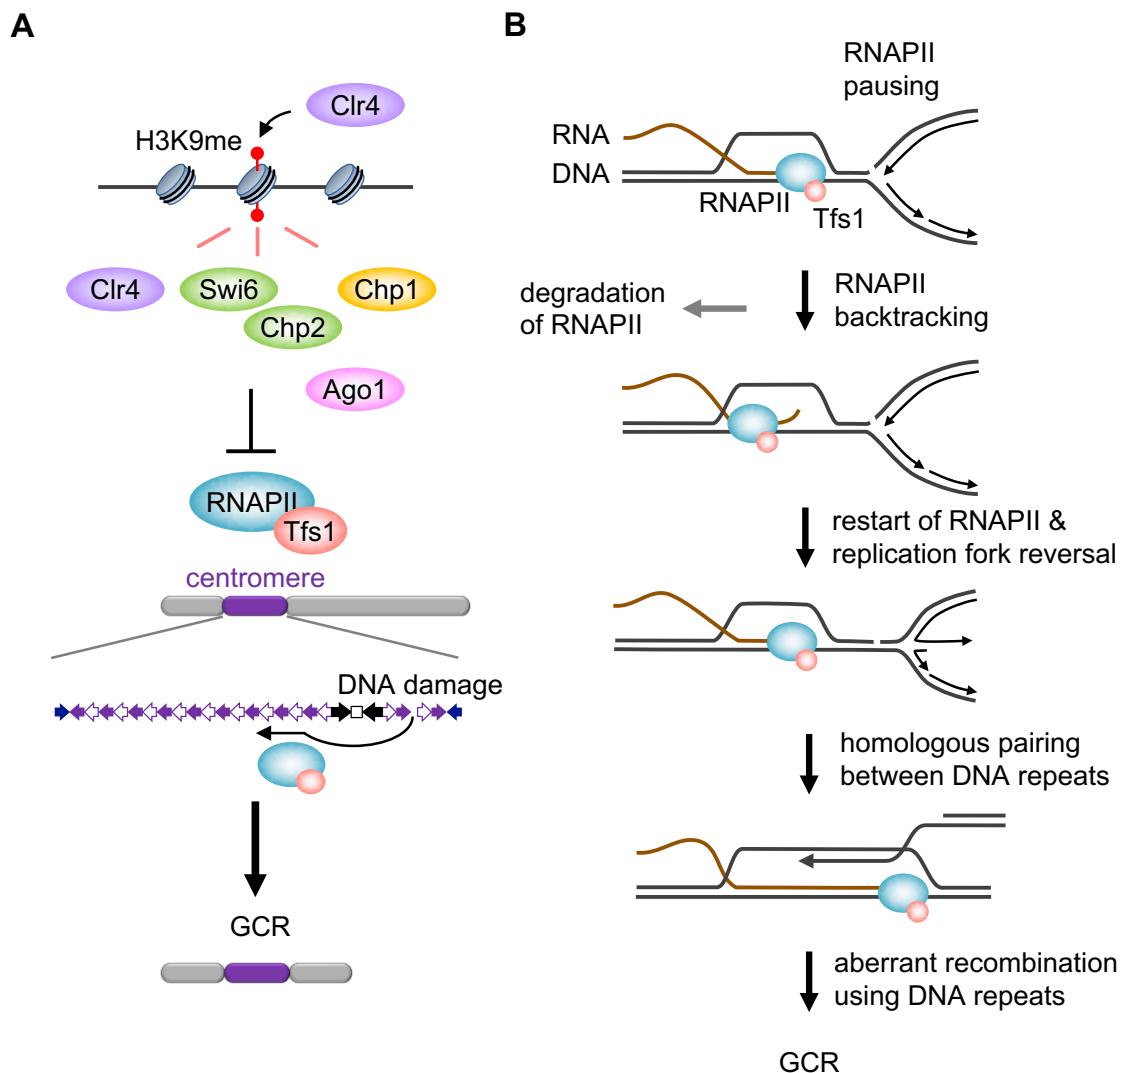 A
Clr4
H3K9me
Clr4
Swi6
Chp1
Chp2
Ago1
RNAPII
Tfs1
centromere
DNA damage
GCR
B
RNAPII
pausing
RNA
DNA
RNAPII
Tfs1
degradation
of RNAPII
RNAPII
backtracking
restart of RNAPII &
replication fork reversal
homologous pairing
between DNA repeats
aberrant recombination
using DNA repeats
GCR